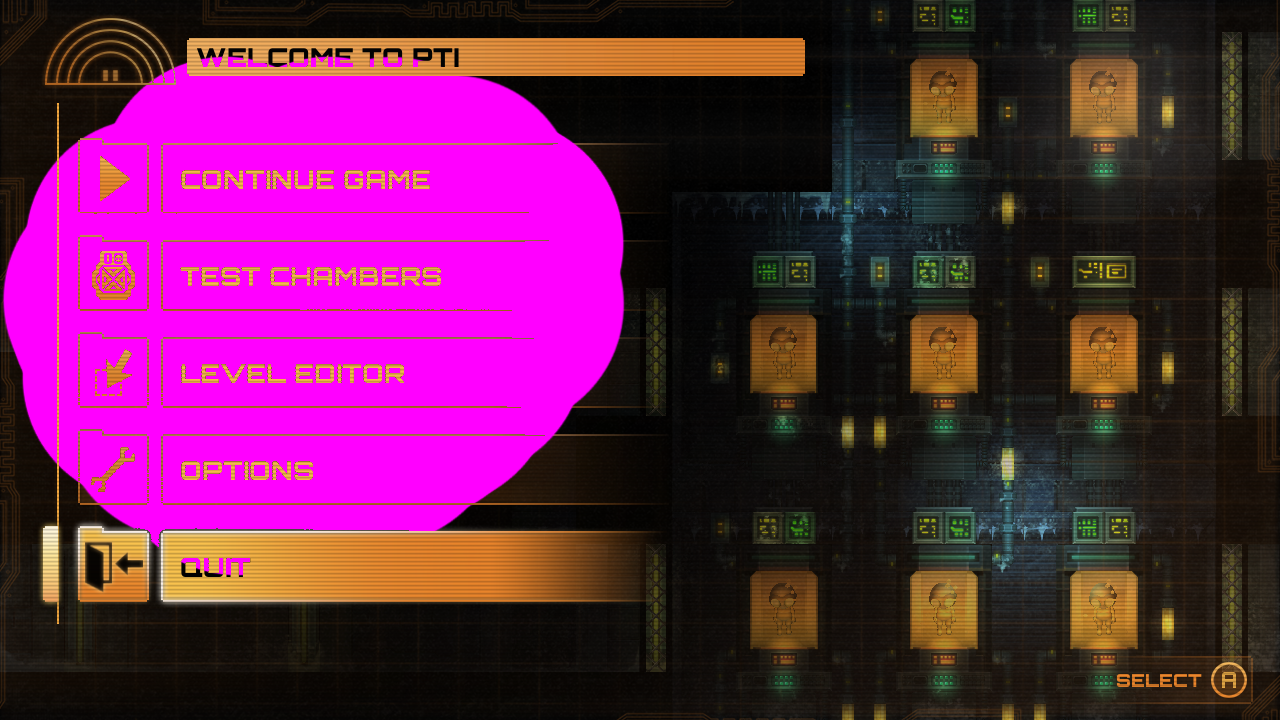 WELCOME TO PTI
CONTINUE GAME
TEST CHAMBERS
LEVEL EDITOR
OPTIONS
QUIT
SELECT A